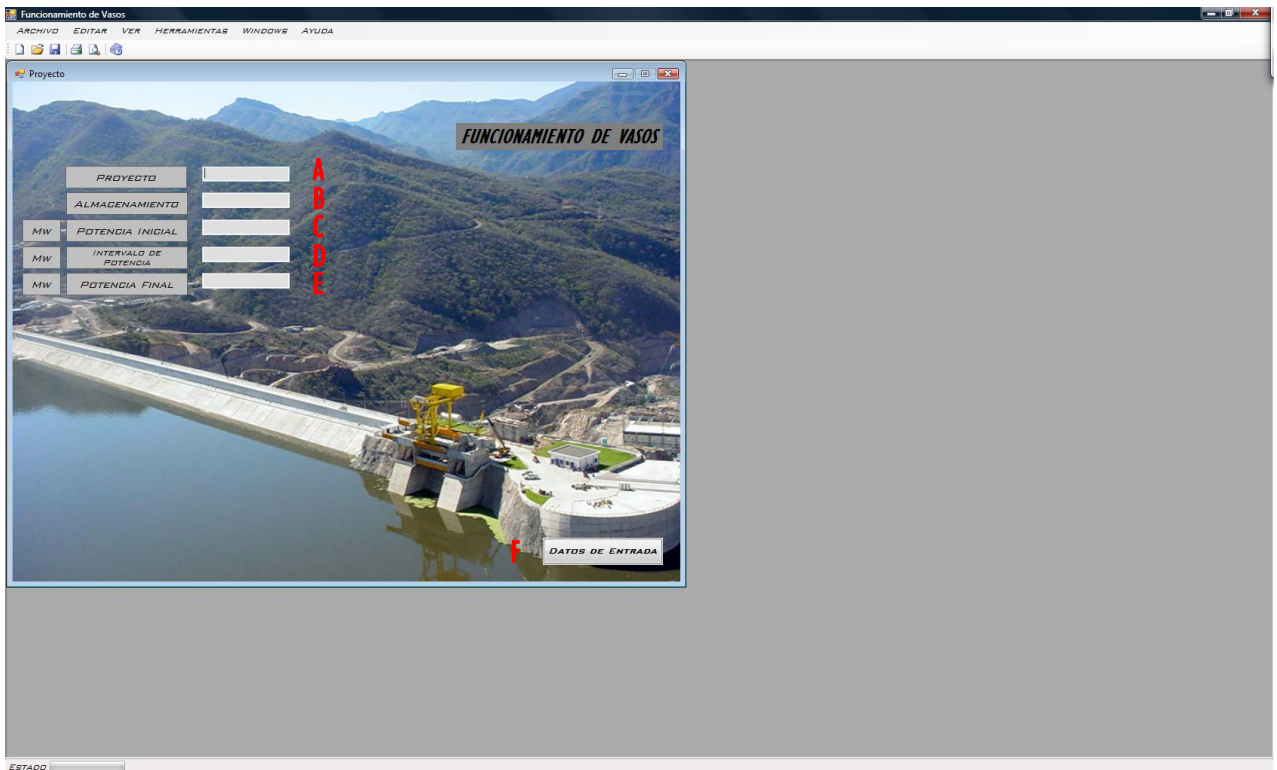 Funcionamiento de Vasos
ARCHIVO EDITAR VER HERRAMIENTAS WINDOWS AYUDA
Proyecto
FUNCIONAMIENTO DE VASOS
PROYECTO A
ALMACENAMIENTO B
MW POTENCIA INICIAL C
MW INTERVALO DE
POTENCIA D
MW POTENCIA FINAL E
F DATOS DE ENTRADA
ESTADO